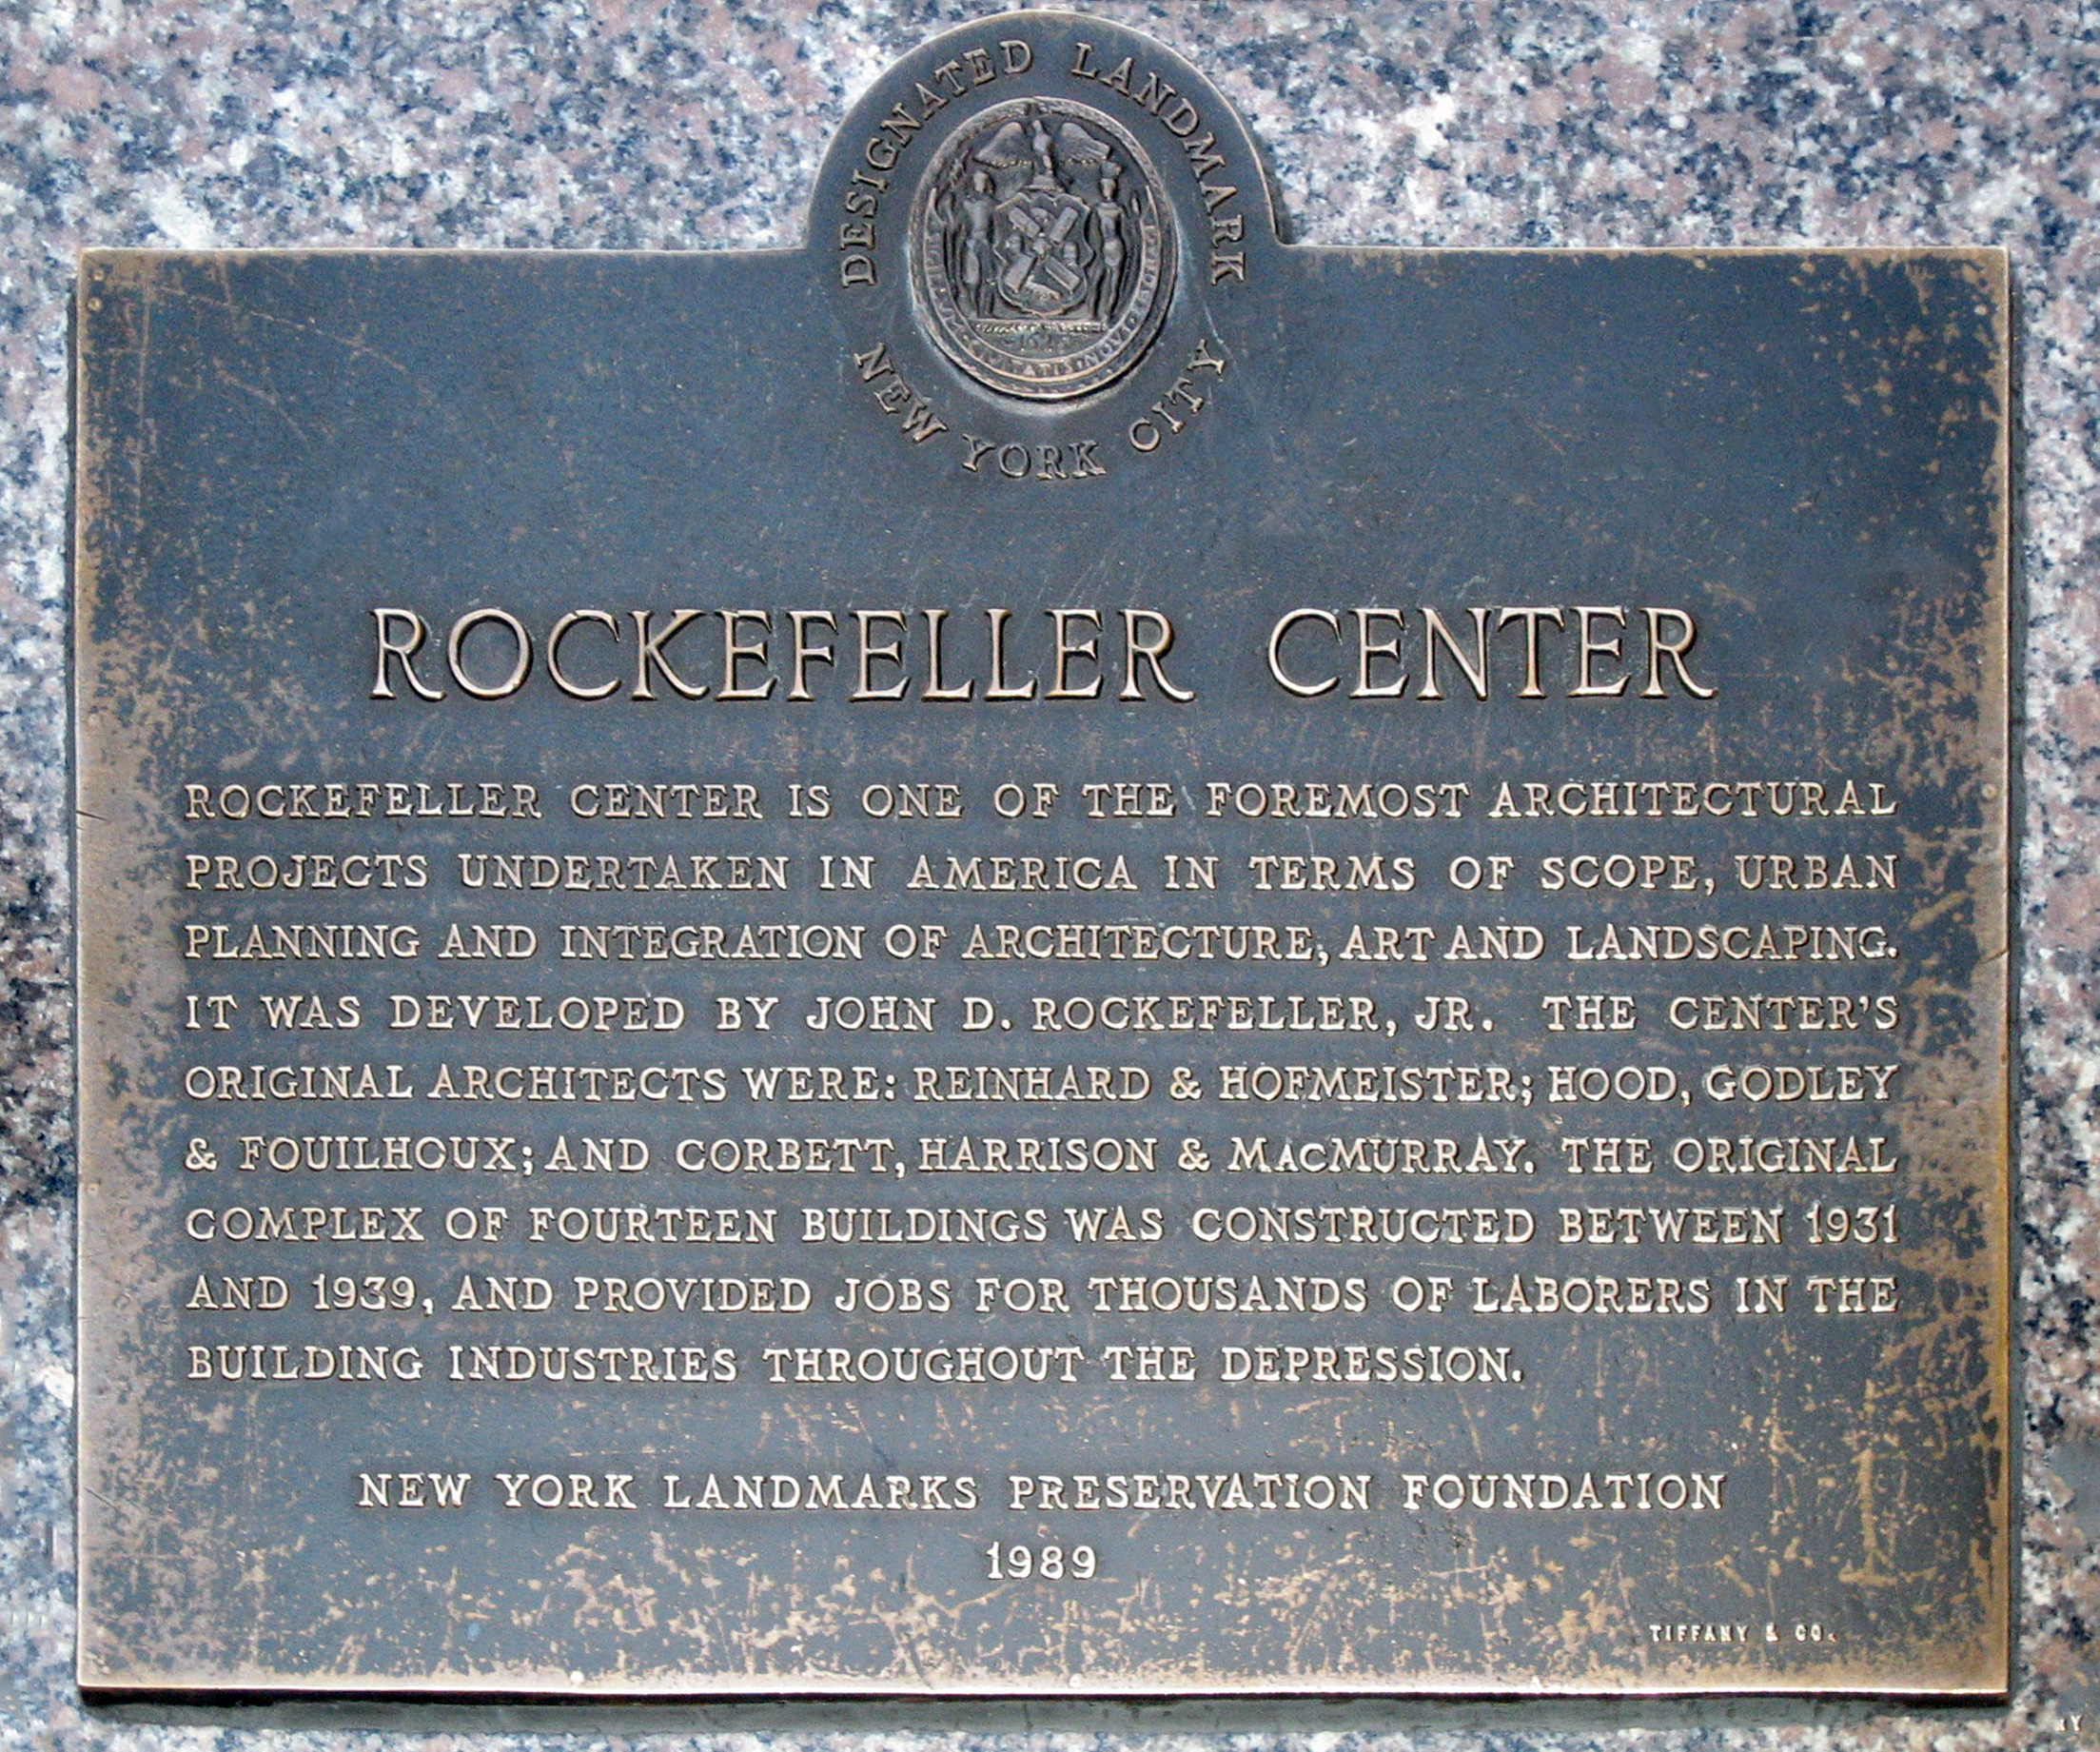 DESIGNATED LANDMARK
NEW YORK CITY
ROCKEFELLER CENTER
ROCKEFELLER CENTER IS ONE OF THE FOREMOST ARCHITECTURAL
PROJECTS UNDERTAKEN IN AMERICA IN TERMS OF SCOPE, URBAN
PLANNING AND INTEGRATION OF ARCHITECTURE, ART AND LANDSCAPING.
IT WAS DEVELOPED BY JOHN D. ROCKEFELLER, JR. THE CENTER'S
ORIGINAL ARCHITECTS WERE: REINHARD & HOFMEISTER; HOOD, GODLEY
& FOUILHOUX; AND CORBETT, HARRISON & MACMURRAY. THE ORIGINAL
COMPLEX OF FOURTEEN BUILDINGS WAS CONSTRUCTED BETWEEN 1931
AND 1939, AND PROVIDED JOBS FOR THOUSANDS OF LABORERS IN THE
BUILDING INDUSTRIES THROUGHOUT THE DEPRESSION.
NEW YORK LANDMARKS PRESERVATION FOUNDATION
1989
TIFFANY & CO.